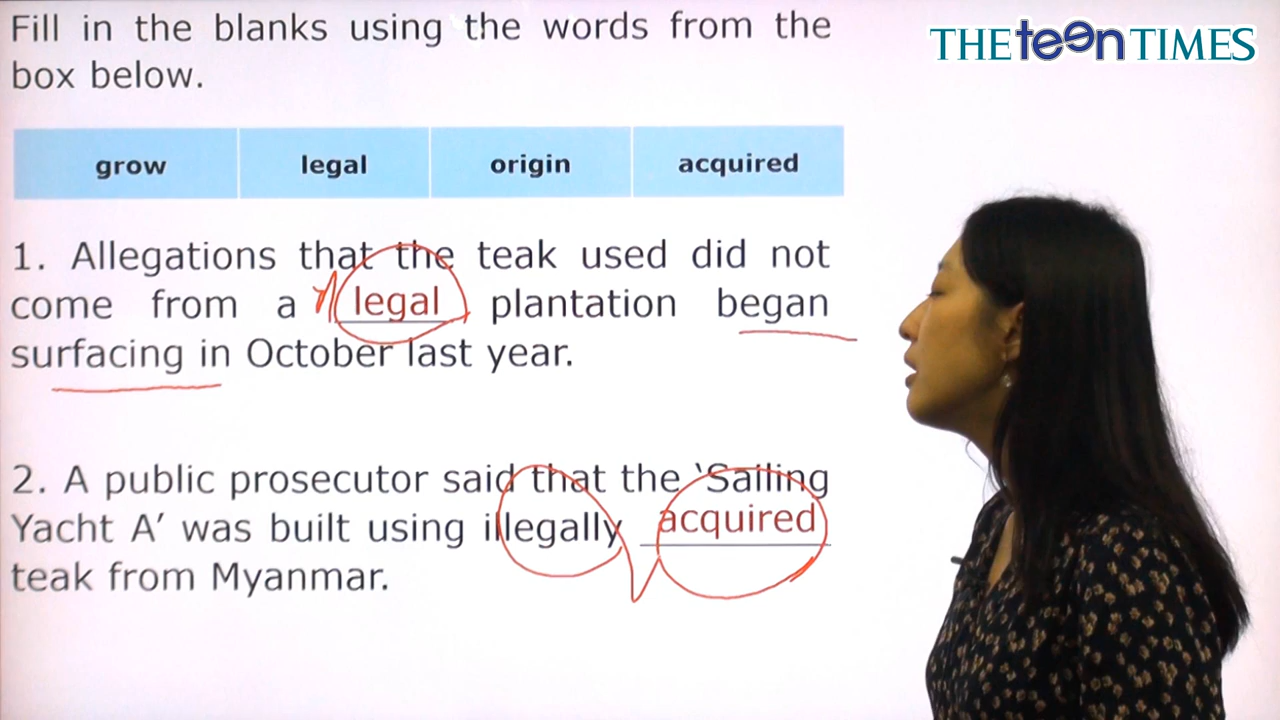 Fill in the blanks using the words from the
box below.
THE teen TIMES
grow legal origin acquired
1. Allegations that the teak used did not
come from a legal plantation began
surfacing in October last year.
2. A public prosecutor said that the ‘Sailing
Yacht A’ was built using illegally acquired
teak from Myanmar.